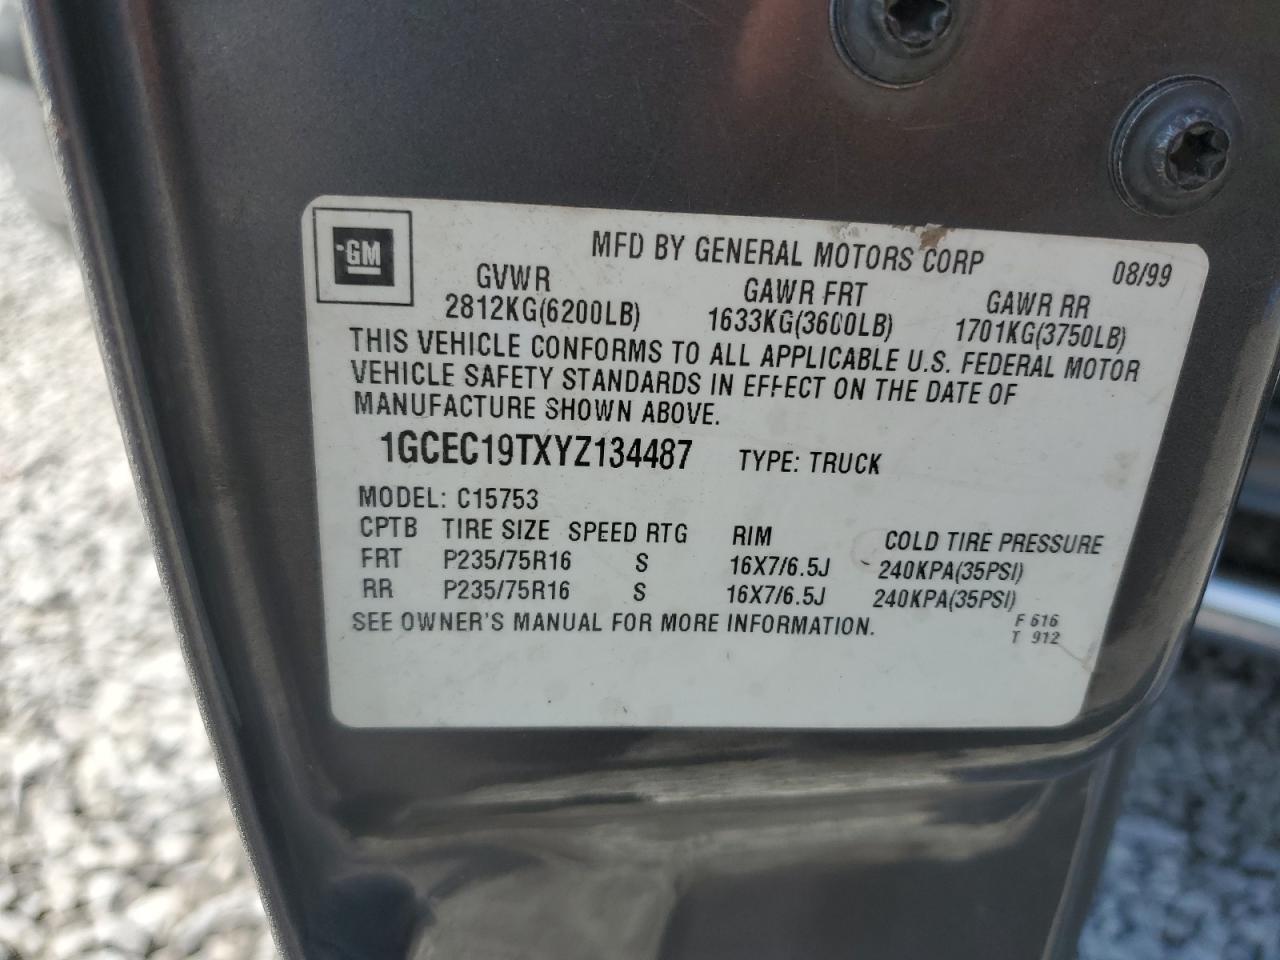 GM
MFD BY GENERAL MOTORS CORP 08/99
GVWR GAWR FRT GAWR RR
2812KG(6200LB) 1633KG(3600LB) 1701KG(3750LB)
THIS VEHICLE CONFORMS TO ALL APPLICABLE U.S. FEDERAL MOTOR
VEHICLE SAFETY STANDARDS IN EFFECT ON THE DATE OF
MANUFACTURE SHOWN ABOVE.
1GCEC19TXYZ134487 TYPE: TRUCK
MODEL: C15753
CPTB TIRE SIZE SPEED RTG RIM COLD TIRE PRESSURE
FRT P235/75R16 S 16X7/6.5J 240KPA(35PSI)
RR P235/75R16 S 16X7/6.5J 240KPA(35PSI)
SEE OWNER'S MANUAL FOR MORE INFORMATION. F 616
T 912